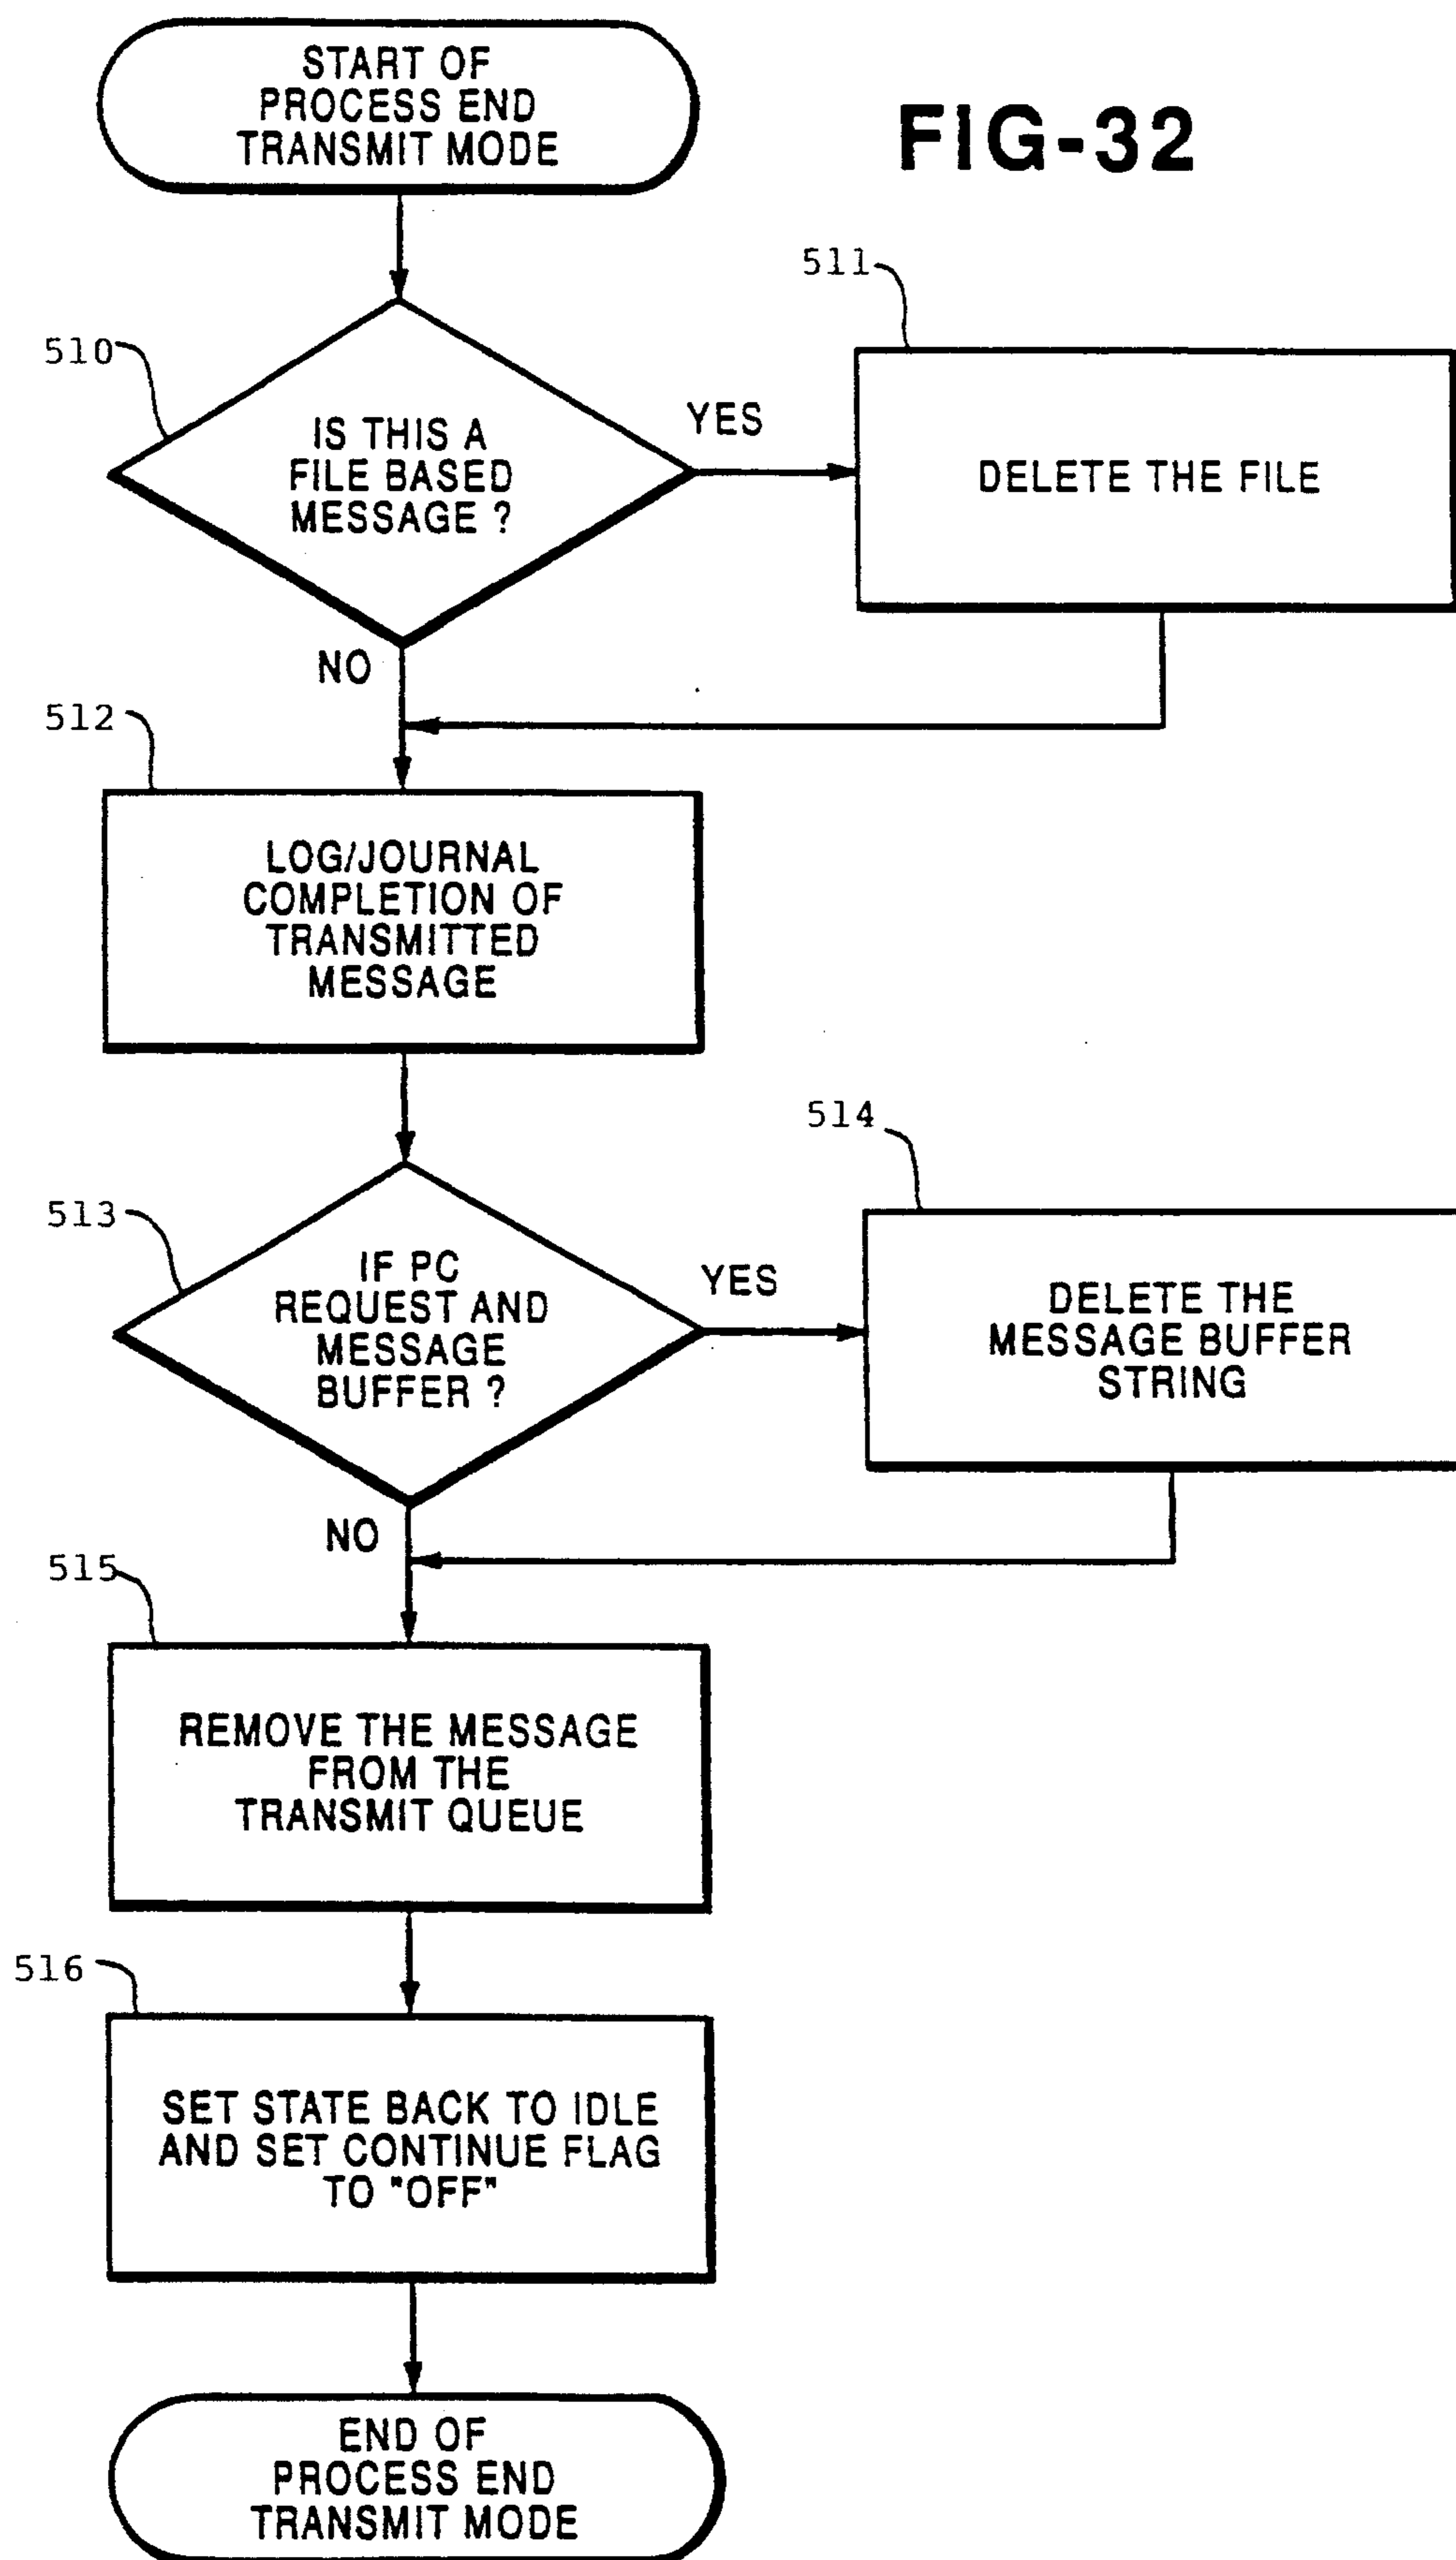 START OF
PROCESS END
TRANSMIT MODE
FIG-32
511
510
IS THIS A
FILE BASED
MESSAGE ?
YES
DELETE THE FILE
NO
512
LOG/JOURNAL
COMPLETION OF
TRANSMITTED
MESSAGE
514
513
IF PC
REQUEST AND
MESSAGE
BUFFER ?
YES
DELETE THE
MESSAGE BUFFER
STRING
NO
515
REMOVE THE MESSAGE
FROM THE
TRANSMIT QUEUE
516
SET STATE BACK TO IDLE
AND SET CONTINUE FLAG
TO "OFF"
END OF
PROCESS END
TRANSMIT MODE